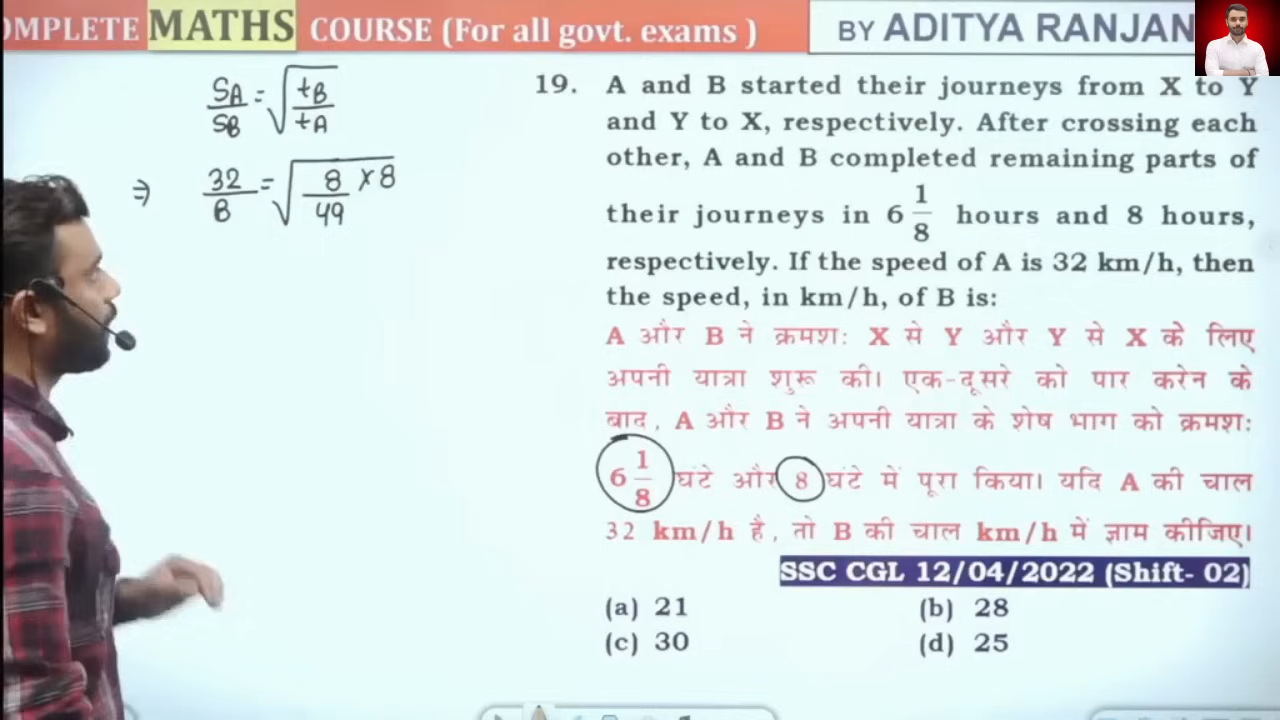 OMPLETE MATHS COURSE (For all govt. exams )
BY ADITYA RANJAN
SA/SB = √(tB/tA)
⇒ 32/B = √(8/49 × 8)
19. A and B started their journeys from X to Y
and Y to X, respectively. After crossing each
other, A and B completed remaining parts of
their journeys in 6 1/8 hours and 8 hours,
respectively. If the speed of A is 32 km/h, then
the speed, in km/h, of B is:
A और B ने क्रमशः X से Y और Y से X के लिए
अपनी यात्रा शुरू की। एक-दूसरे को पार करेन के
बाद, A और B ने अपनी यात्रा के शेष भाग को क्रमशः
6 1/8 घंटे और 8 घंटे में पूरा किया। यदि A की चाल
32 km/h है, तो B की चाल km/h में ज्ञाम कीजिए।
SSC CGL 12/04/2022 (Shift- 02)
(a) 21 (b) 28
(c) 30 (d) 25